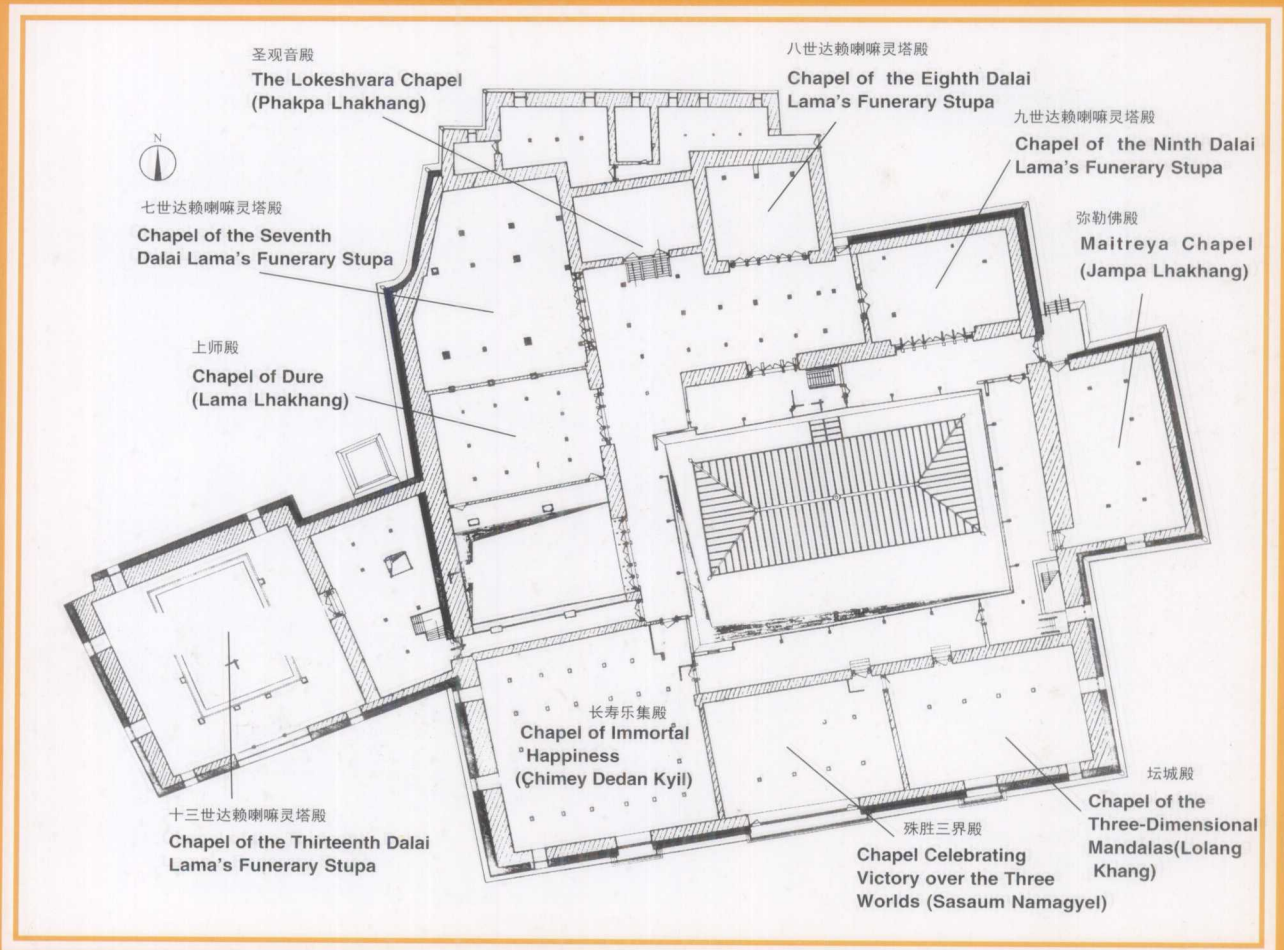 圣观音殿
The Lokeshvara Chapel
(Phakpa Lhakhang)
八世达赖喇嘛灵塔殿
Chapel of the Eighth Dalai
Lama's Funerary Stupa
九世达赖喇嘛灵塔殿
Chapel of the Ninth Dalai
Lama's Funerary Stupa
N
七世达赖喇嘛灵塔殿
Chapel of the Seventh
Dalai Lama's Funerary Stupa
弥勒佛殿
Maitreya Chapel
(Jampa Lhakhang)
上师殿
Chapel of Dure
(Lama Lhakhang)
长寿乐集殿
Chapel of Immortal
Happiness
(Chimey Dedan Kyil)
十三世达赖喇嘛灵塔殿
Chapel of the Thirteenth Dalai
Lama's Funerary Stupa
殊胜三界殿
Chapel Celebrating
Victory over the Three
Worlds (Sasaum Namagyel)
坛城殿
Chapel of the
Three-Dimensional
Mandalas(Lolang
Khang)